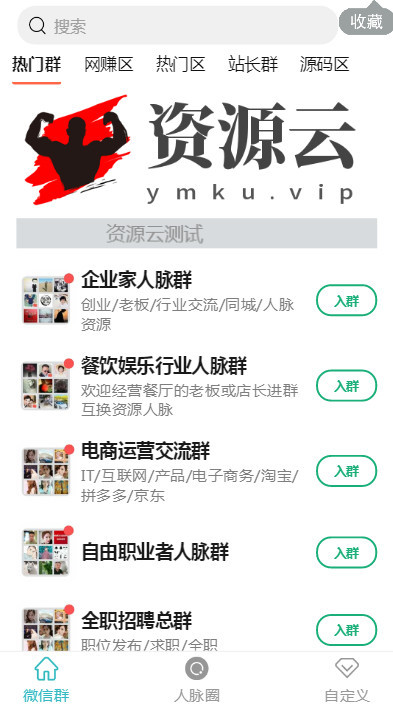 搜索
收藏
热门群 网赚区 热门区 站长群 源码区
资源云
ymku.vip
资源云测试
企业家人脉群
创业/老板/行业交流/同城/人脉
资源
入群
餐饮娱乐行业人脉群
欢迎经营餐厅的老板或店长进群
互换资源人脉
入群
电商运营交流群
IT/互联网/产品/电子商务/淘宝/
拼多多/京东
入群
自由职业者人脉群
入群
全职招聘总群
职位发布/求职/全职
入群
微信群 人脉圈 自定义